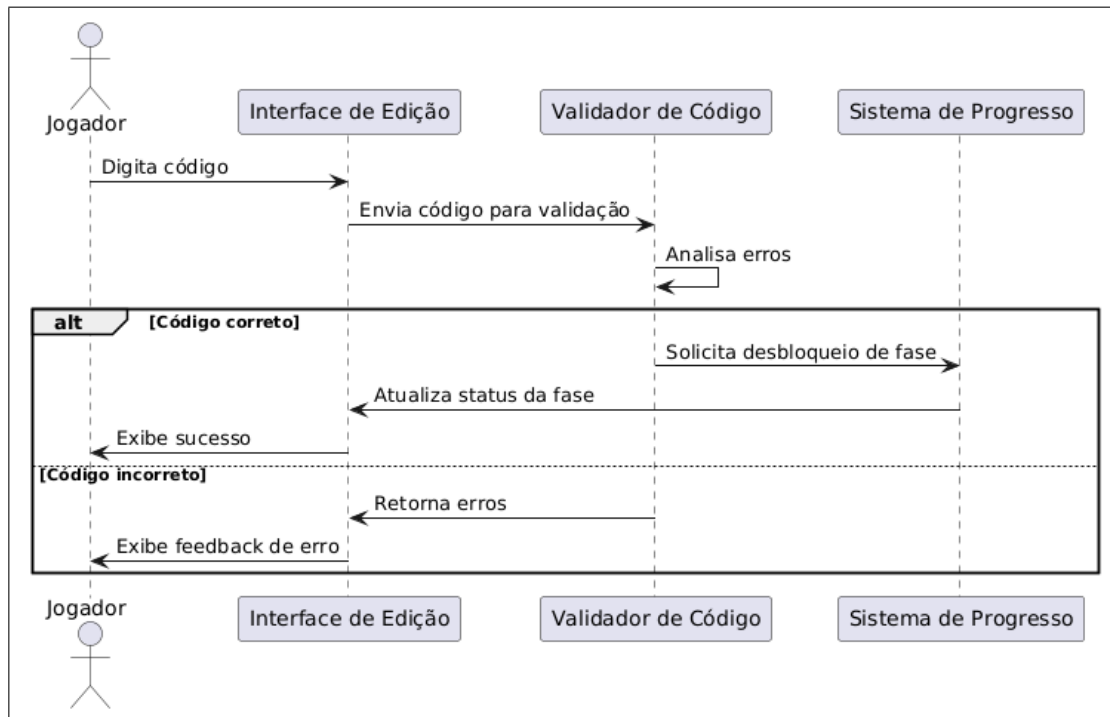 Jogador
Interface de Edição
Validador de Código
Sistema de Progresso
Digita código
Envia código para validação
Analisa erros
alt
[Código correto]
Solicita desbloqueio de fase
Atualiza status da fase
Exibe sucesso
[Código incorreto]
Retorna erros
Exibe feedback de erro
Jogador
Interface de Edição
Validador de Código
Sistema de Progresso